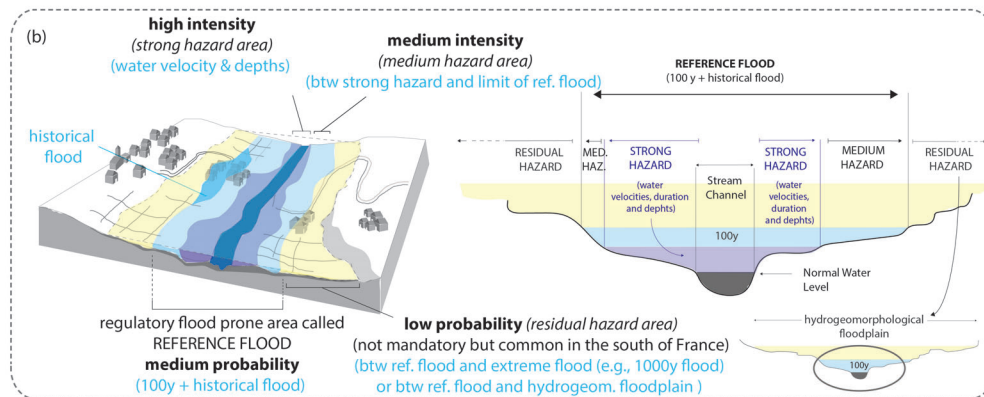 (b)
high intensity
(strong hazard area)
(water velocity & depths)
medium intensity
(medium hazard area)
(btw strong hazard and limit of ref. flood)
historical
flood
regulatory flood prone area called
REFERENCE FLOOD
medium probability
(100y + historical flood)
low probability (residual hazard area)
(not mandatory but common in the south of France)
(btw ref. flood and extreme flood (e.g., 1000y flood)
or btw ref. flood and hydrogeom. floodplain )
REFERENCE FLOOD
(100 y + historical flood)
RESIDUAL
HAZARD
MED.
HAZ.
STRONG
HAZARD
(water
velocities, duration
and dephts)
Stream
Channel
STRONG
HAZARD
(water
velocities,
duration
and dephts)
MEDIUM
HAZARD
RESIDUAL
HAZARD
100y
Normal Water
Level
hydrogeomorphological
floodplain
100y